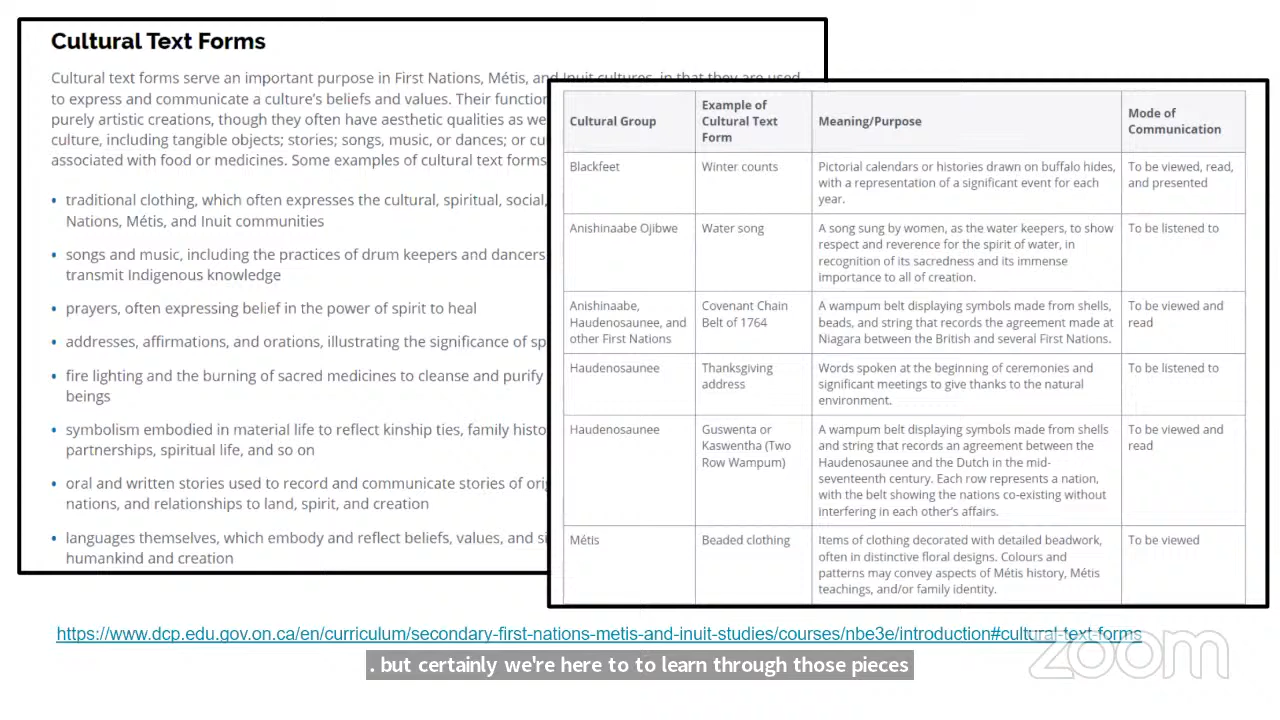 Cultural Text Forms
Cultural text forms serve an important purpose in First Nations, Métis, and Inuit cultures, in that they are used
to express and communicate a culture's beliefs and values. Their function
purely artistic creations, though they often have aesthetic qualities as we
culture, including tangible objects; stories; songs, music, or dances; or cu
associated with food or medicines. Some examples of cultural text forms
• traditional clothing, which often expresses the cultural, spiritual, social,
Nations, Métis, and Inuit communities
• songs and music, including the practices of drum keepers and dancers
transmit Indigenous knowledge
• prayers, often expressing belief in the power of spirit to heal
• addresses, affirmations, and orations, illustrating the significance of sp
• fire lighting and the burning of sacred medicines to cleanse and purify
beings
• symbolism embodied in material life to reflect kinship ties, family histo
partnerships, spiritual life, and so on
• oral and written stories used to record and communicate stories of ori
nations, and relationships to land, spirit, and creation
• languages themselves, which embody and reflect beliefs, values, and si
humankind and creation
Cultural Group
Example of
Cultural Text
Form
Meaning/Purpose
Mode of
Communication
Blackfeet
Winter counts
Pictorial calendars or histories drawn on buffalo hides,
with a representation of a significant event for each
year.
To be viewed, read,
and presented
Anishinaabe Ojibwe
Water song
A song sung by women, as the water keepers, to show
respect and reverence for the spirit of water, in
recognition of its sacredness and its immense
importance to all of creation.
To be listened to
Anishinaabe,
Haudenosaunee, and
other First Nations
Covenant Chain
Belt of 1764
A wampum belt displaying symbols made from shells,
beads, and string that records the agreement made at
Niagara between the British and several First Nations.
To be viewed and
read
Haudenosaunee
Thanksgiving
address
Words spoken at the beginning of ceremonies and
significant meetings to give thanks to the natural
environment.
To be listened to
Haudenosaunee
Guswenta or
Kaswentha (Two
Row Wampum)
A wampum belt displaying symbols made from shells
and string that records an agreement between the
Haudenosaunee and the Dutch in the mid-
seventeenth century. Each row represents a nation,
with the belt showing the nations co-existing without
interfering in each other's affairs.
To be viewed and
read
Métis
Beaded clothing
Items of clothing decorated with detailed beadwork,
often in distinctive floral designs. Colours and
patterns may convey aspects of Métis history, Métis
teachings, and/or family identity.
To be viewed
https://www.dcp.edu.gov.on.ca/en/curriculum/secondary-first-nations-metis-and-inuit-studies/courses/nbe3e/introduction#cultural-text-forms
. but certainly we're here to to learn through those pieces
zoom